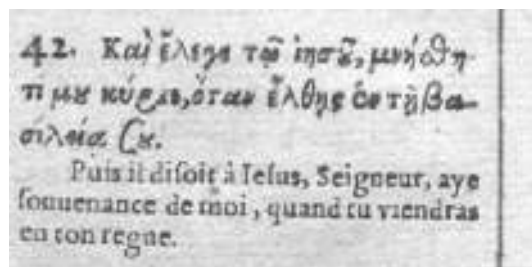 42. Καὶ ἔλεγε τῷ ἰησοῦ, μνήσθη-
τί μου κύριε, ὅταν ἔλθῃς ἐν τῇ βα-
σιλείᾳ σου.
Puis il disoit à Iesus, Seigneur, aye
souuenance de moi, quand tu viendras
en ton regne.